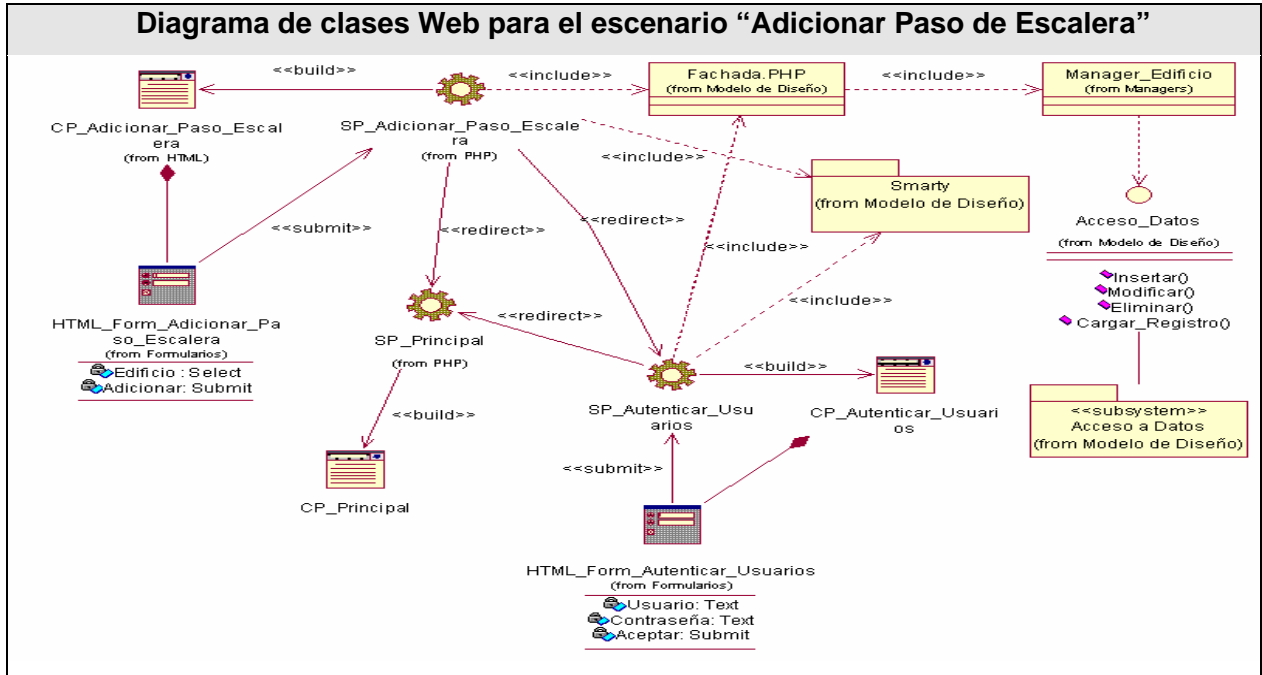 Diagrama de clases Web para el escenario “Adicionar Paso de Escalera”
<<build>>
<<include>>
Fachada.PHP
(from Modelo de Diseño)
<<include>>
Manager_Edificio
(from Managers)
CP_Adicionar_Paso_Escal
era
(from HTML)
SP_Adicionar_Paso_Escale
ra
(from PHP)
<<include>>
Smarty
(from Modelo de Diseño)
Acceso_Datos
(from Modelo de Diseño)
Insertar()
Modificar()
Eliminar()
Cargar_Registro()
<<submit>>
<<redirect>>
<<redirect>>
<<include>>
<<include>>
HTML_Form_Adicionar_Pa
so_Escalera
(from Formularios)
Edificio : Select
Adicionar: Submit
<<redirect>>
SP_Principal
(from PHP)
<<build>>
<<build>>
SP_Autenticar_Usu
arios
CP_Autenticar_Usuari
os
<<subsystem>>
Acceso a Datos
(from Modelo de Diseño)
<<submit>>
CP_Principal
HTML_Form_Autenticar_Usuarios
(from Formularios)
Usuario: Text
Contraseña: Text
Aceptar: Submit